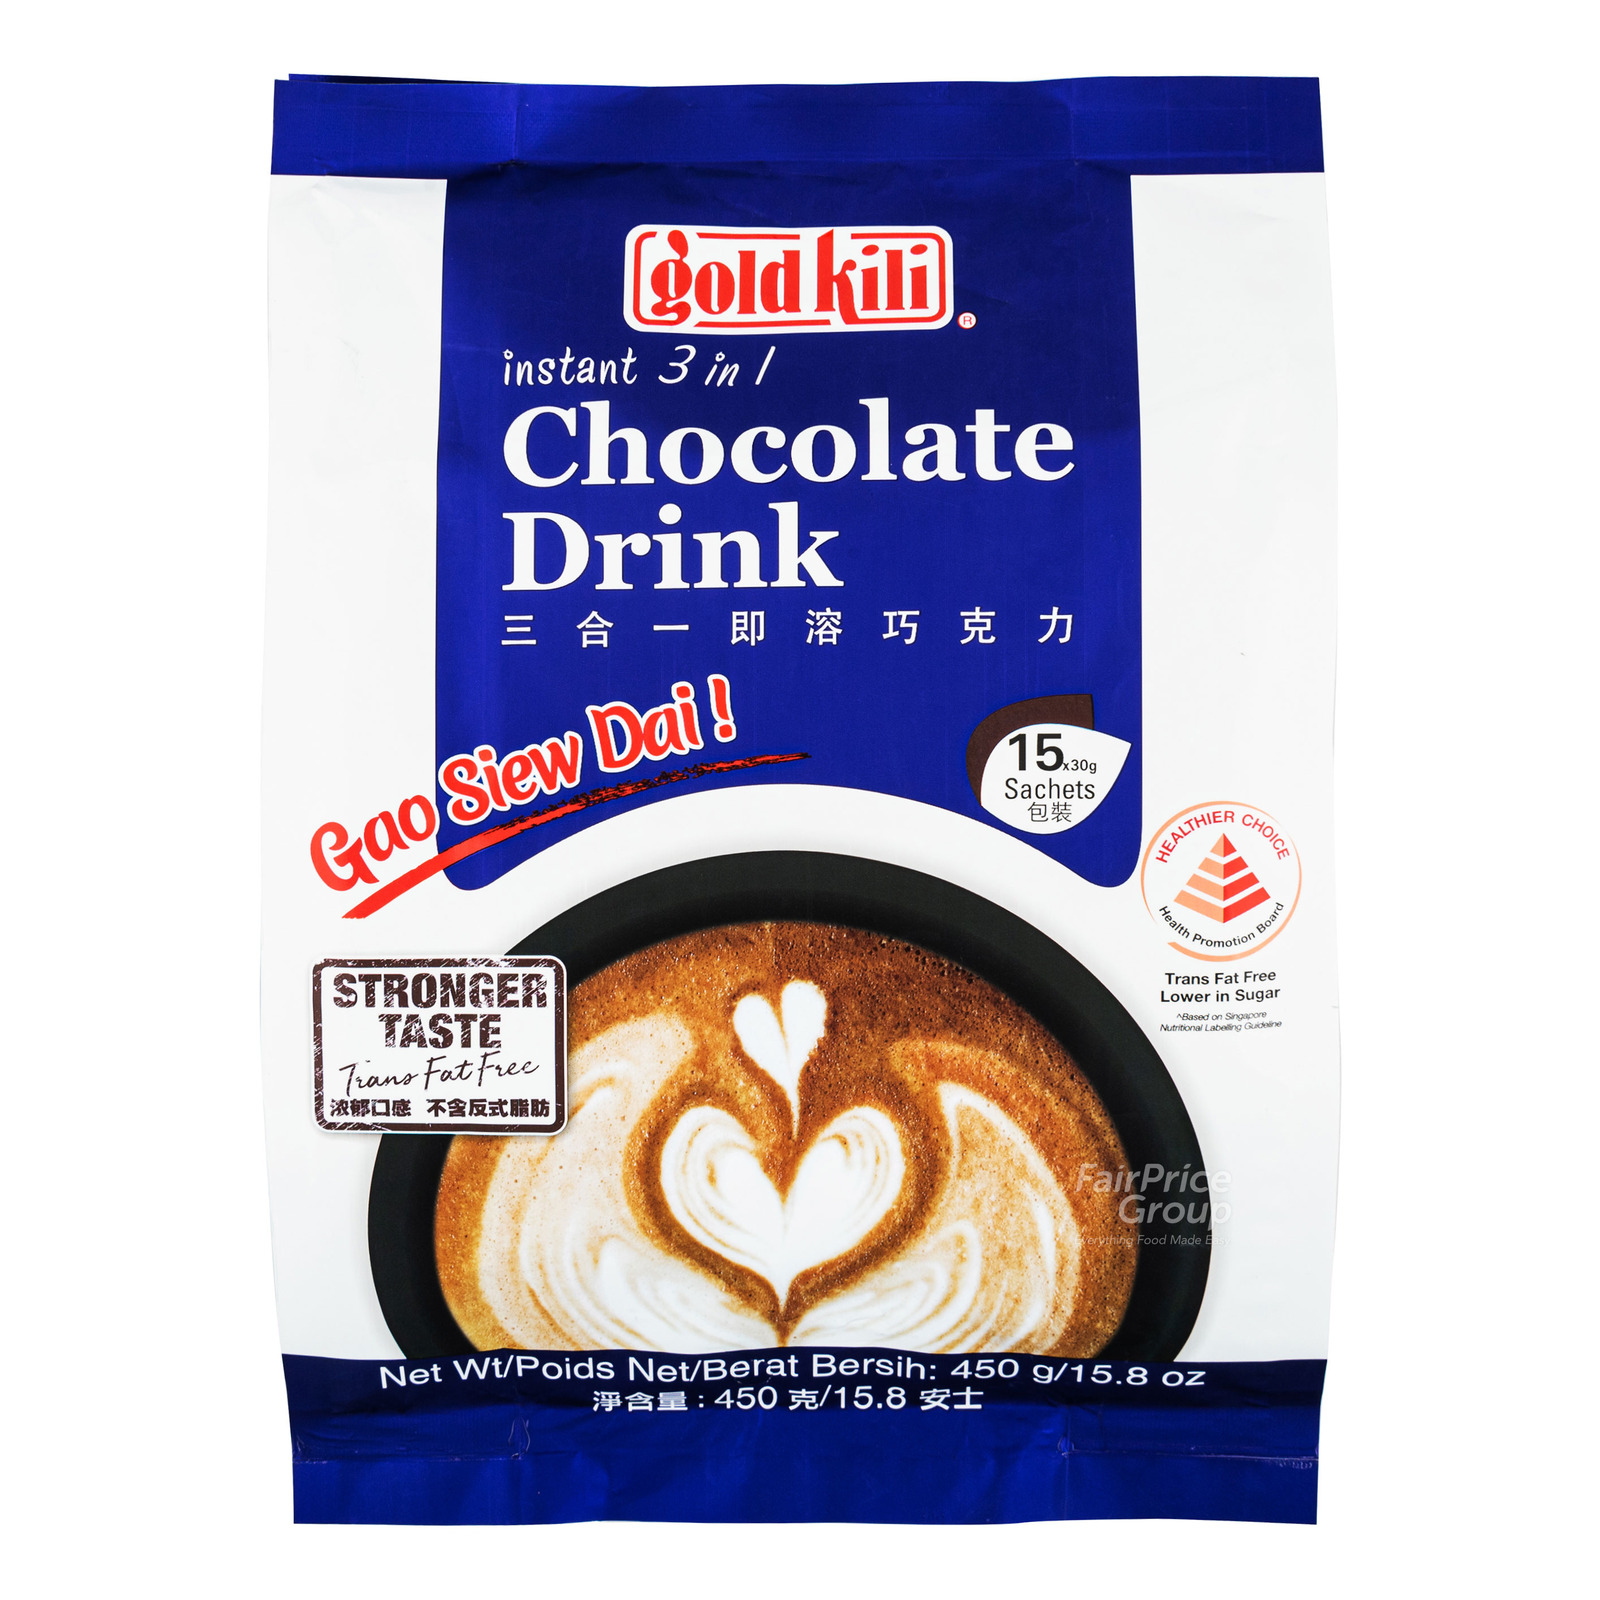 gold kili
®
instant 3 in 1
Chocolate
Drink
三合一即溶巧克力
Gao Siew Dai!
15x30g
Sachets
包裝
HEALTHIER CHOICE
Health Promotion Board
Trans Fat Free
Lower in Sugar
^Based on Singapore
Nutritional Labelling Guideline
STRONGER
TASTE
Trans Fat Free
浓郁口感 不含反式脂肪
FairPrice
Group
Everything Food Made Easy
Net Wt/Poids Net/Berat Bersih: 450 g/15.8 oz
淨含量 : 450 克/15.8 安士